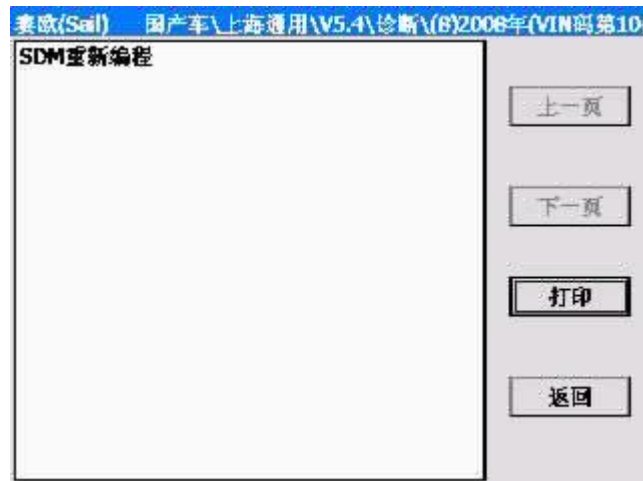 赛欧(Sail) 国产车\上海通用\V5.4\诊断\(8)2008年(VIN码第10
SDM重新编程
上一页
下一页
打印
返回